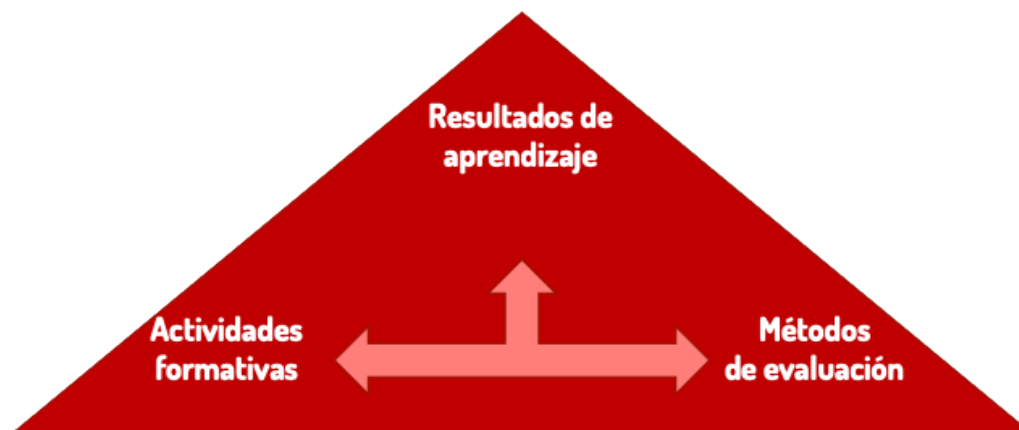 Resultados de
aprendizaje
Actividades
formativas
Métodos
de evaluación